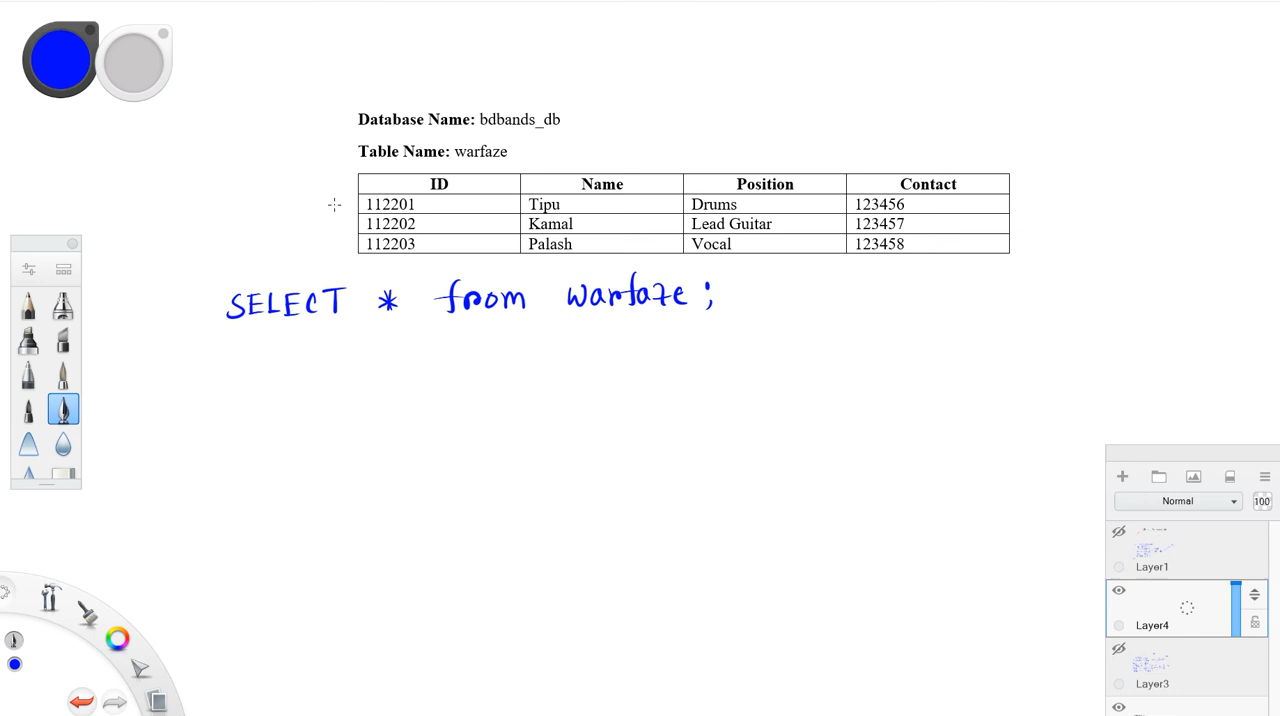 Database Name: bdbands_db
Table Name: warfaze
ID Name Position Contact
112201 Tipu Drums 123456
112202 Kamal Lead Guitar 123457
112203 Palash Vocal 123458
SELECT * from warfaze ;
Normal 100
Layer1
Layer4
Layer3